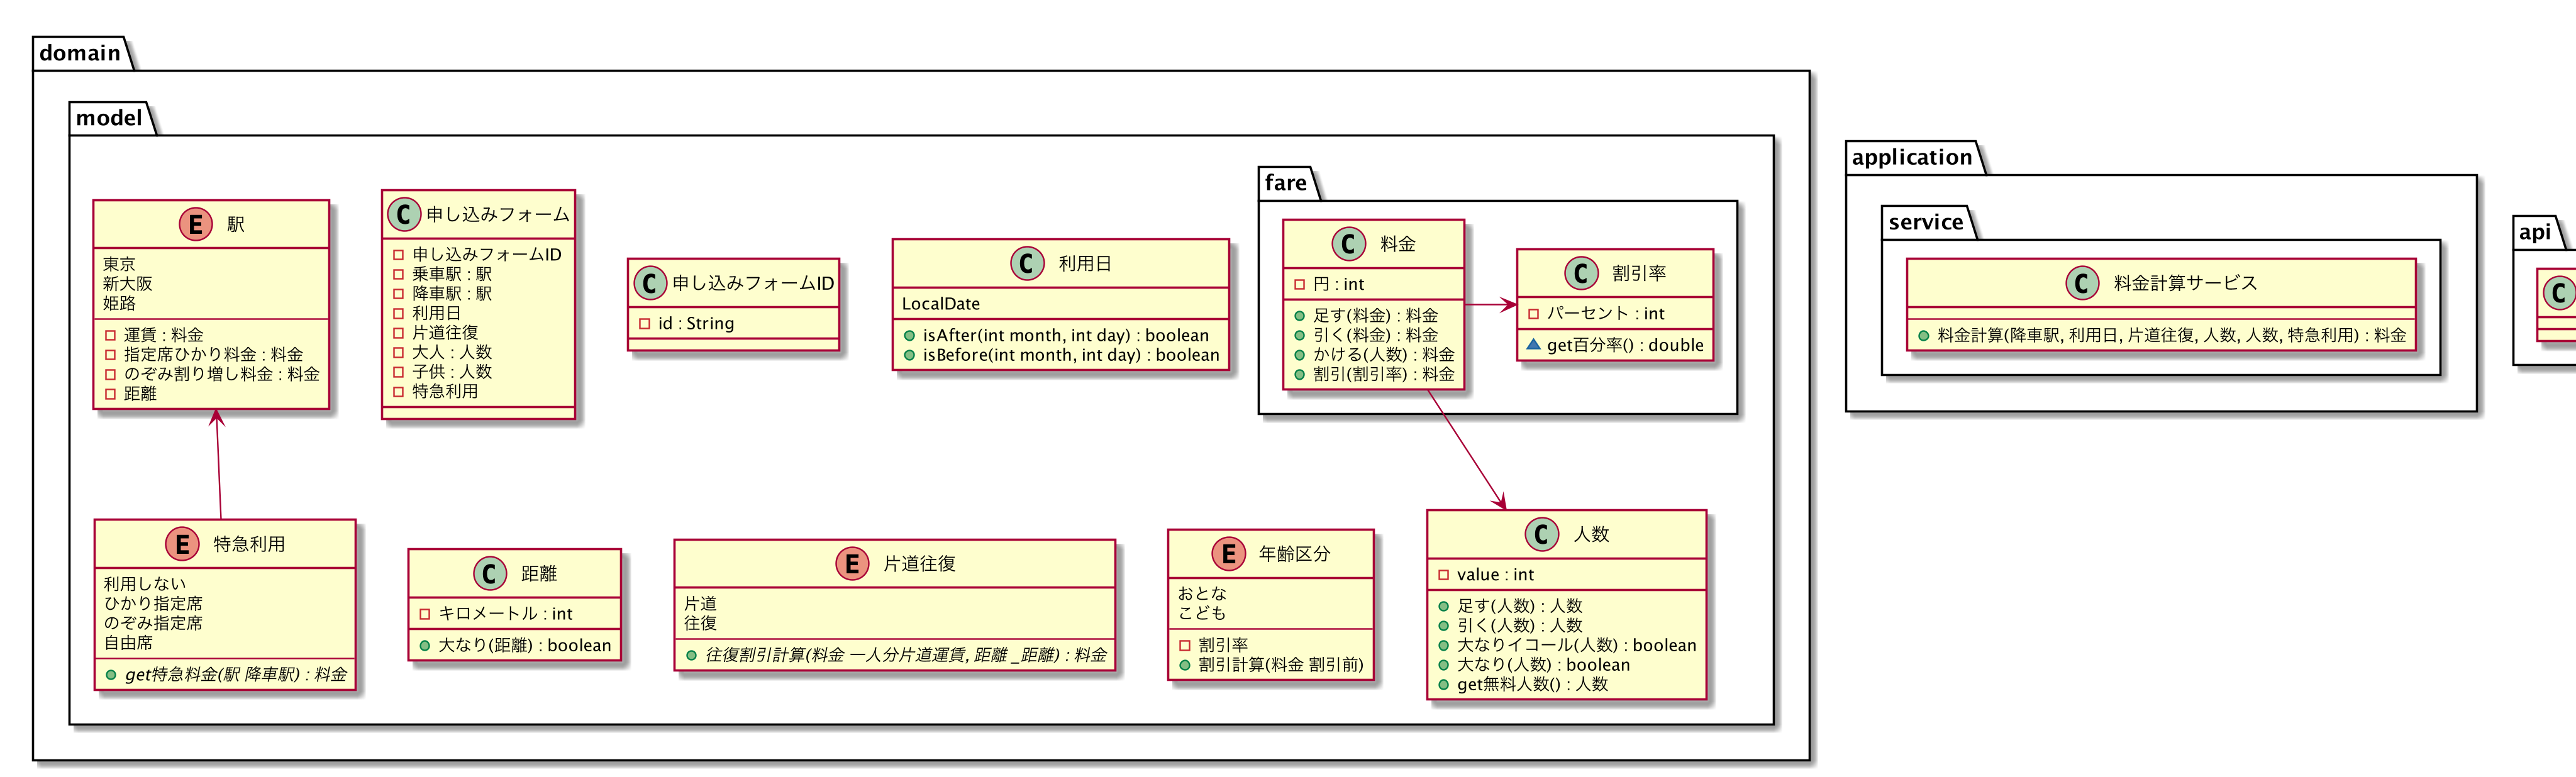 domain
model
E 駅
東京
新大阪
姫路
運賃 : 料金
指定席ひかり料金 : 料金
のぞみ割り増し料金 : 料金
距離
C 申し込みフォーム
申し込みフォームID
乗車駅 : 駅
降車駅 : 駅
利用日
片道往復
大人 : 人数
子供 : 人数
特急利用
C 申し込みフォームID
id : String
C 利用日
LocalDate
isAfter(int month, int day) : boolean
isBefore(int month, int day) : boolean
fare
C 料金
円 : int
足す(料金) : 料金
引く(料金) : 料金
かける(人数) : 料金
割引(割引率) : 料金
C 割引率
パーセント : int
get百分率() : double
E 特急利用
利用しない
ひかり指定席
のぞみ指定席
自由席
get特急料金(駅 降車駅) : 料金
C 距離
キロメートル : int
大なり(距離) : boolean
E 片道往復
片道
往復
往復割引計算(料金 一人分片道運賃, 距離 _距離) : 料金
E 年齢区分
おとな
こども
割引率
割引計算(料金 割引前)
C 人数
value : int
足す(人数) : 人数
引く(人数) : 人数
大なりイコール(人数) : boolean
大なり(人数) : boolean
get無料人数() : 人数
application
service
C 料金計算サービス
料金計算(降車駅, 利用日, 片道往復, 人数, 人数, 特急利用) : 料金
api
C